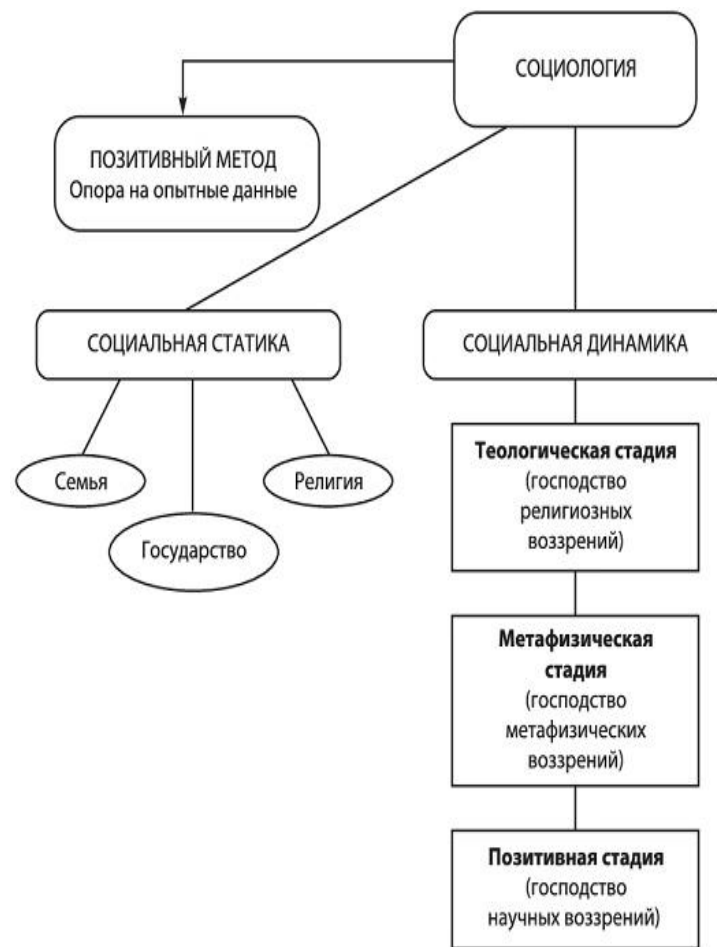 СОЦИОЛОГИЯ
ПОЗИТИВНЫЙ МЕТОД
Опора на опытные данные
СОЦИАЛЬНАЯ СТАТИКА
СОЦИАЛЬНАЯ ДИНАМИКА
Семья
Религия
Государство
Теологическая стадия
(господство
религиозных
воззрений)
Метафизическая
стадия
(господство
метафизических
воззрений)
Позитивная стадия
(господство
научных воззрений)